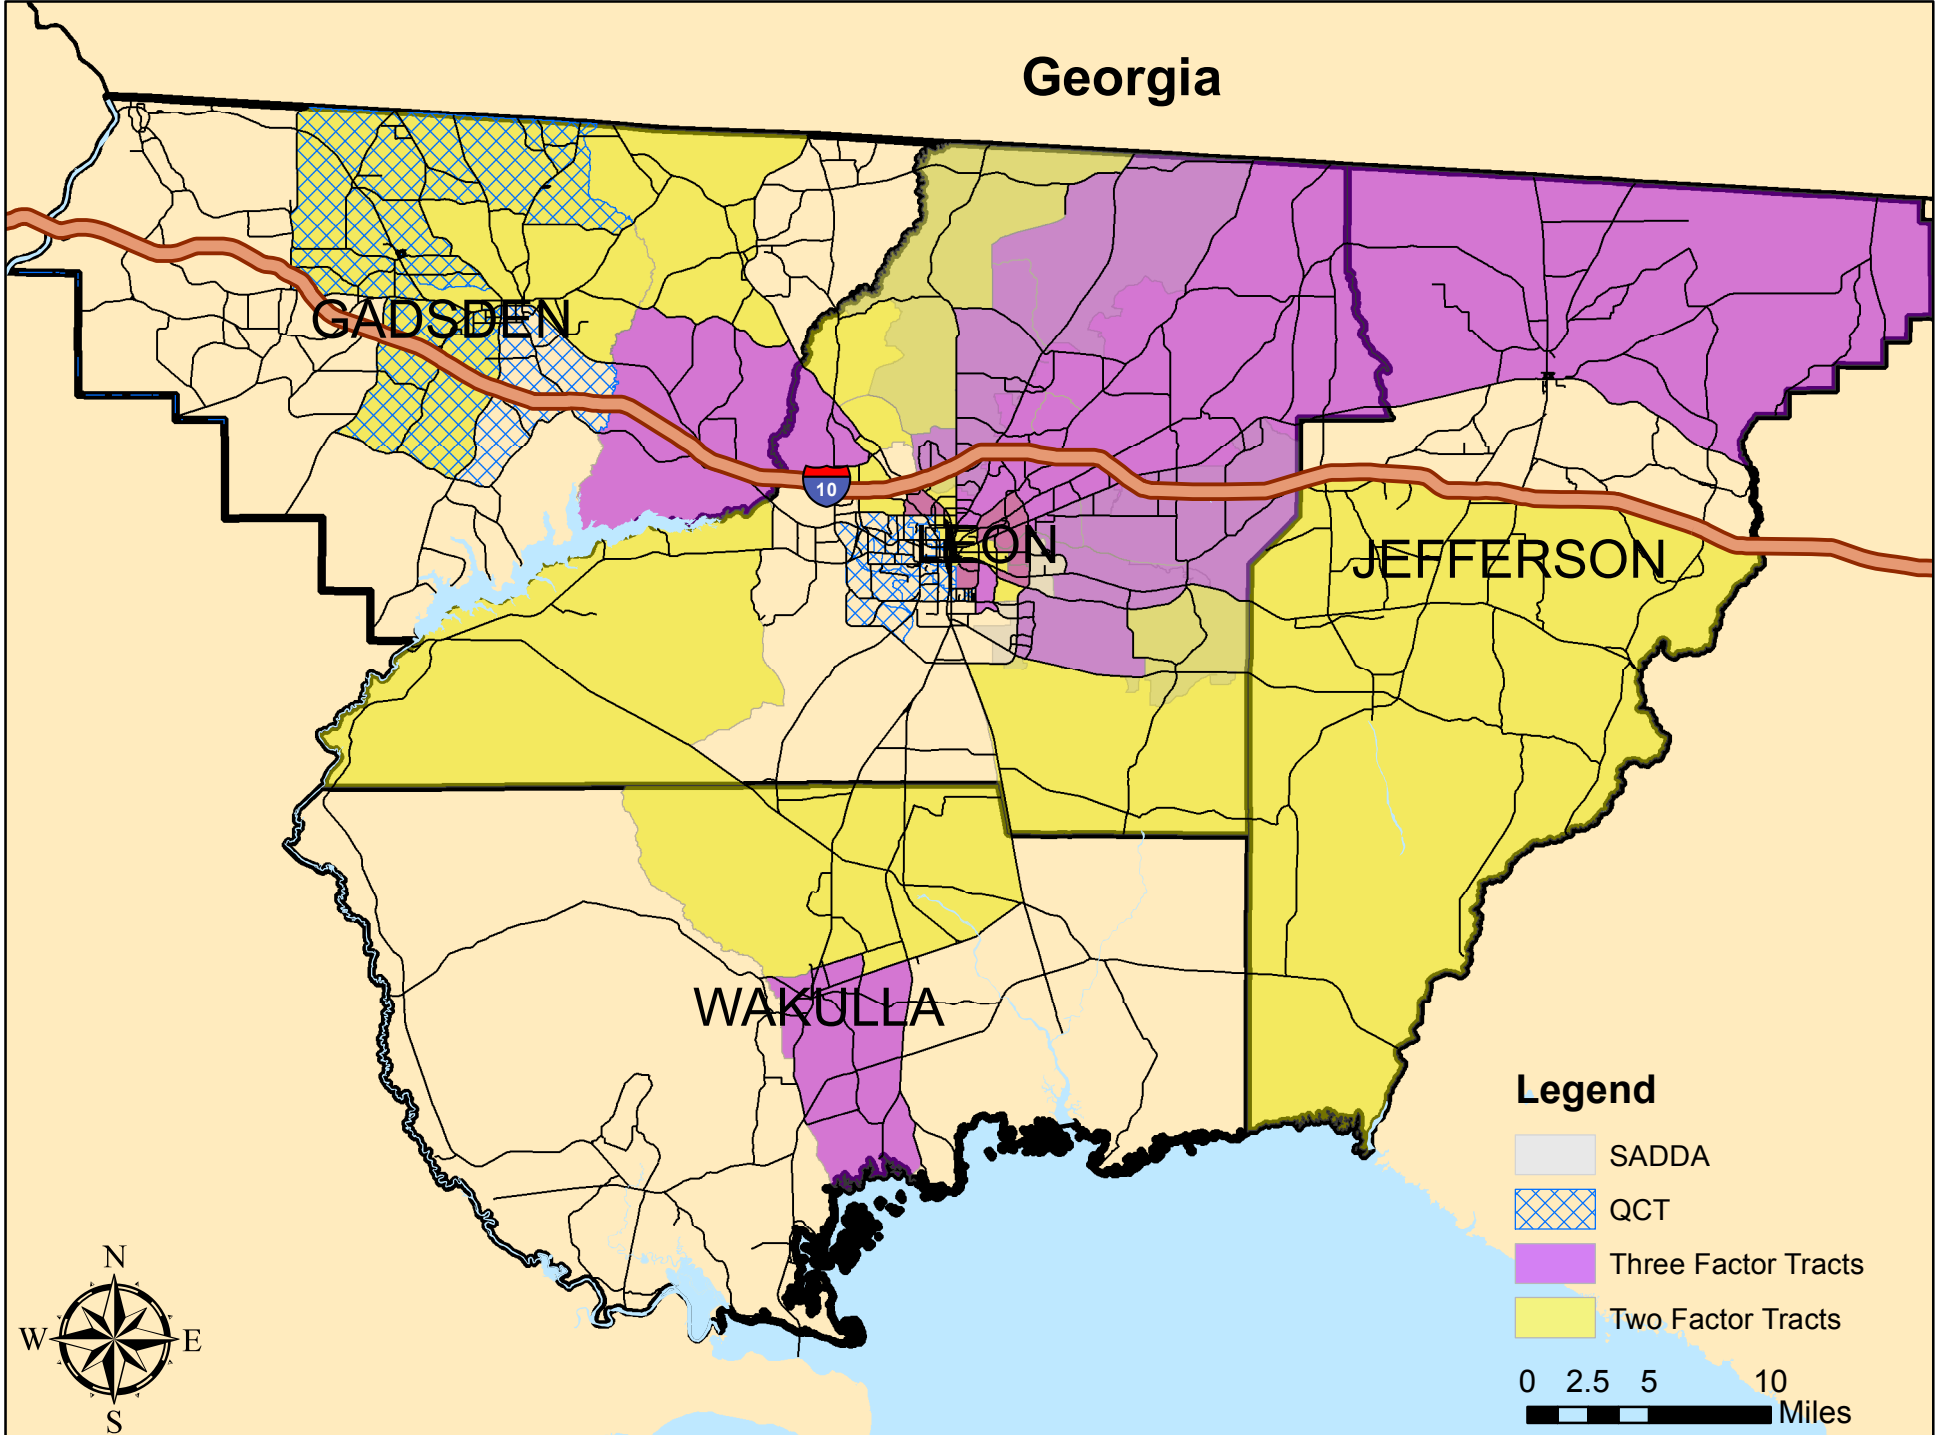 Georgia
GADSDEN
10
LEON
JEFFERSON
WAKULLA
Legend
SADDA
QCT
Three Factor Tracts
Two Factor Tracts
0 2.5 5 10
Miles
N
W E
S